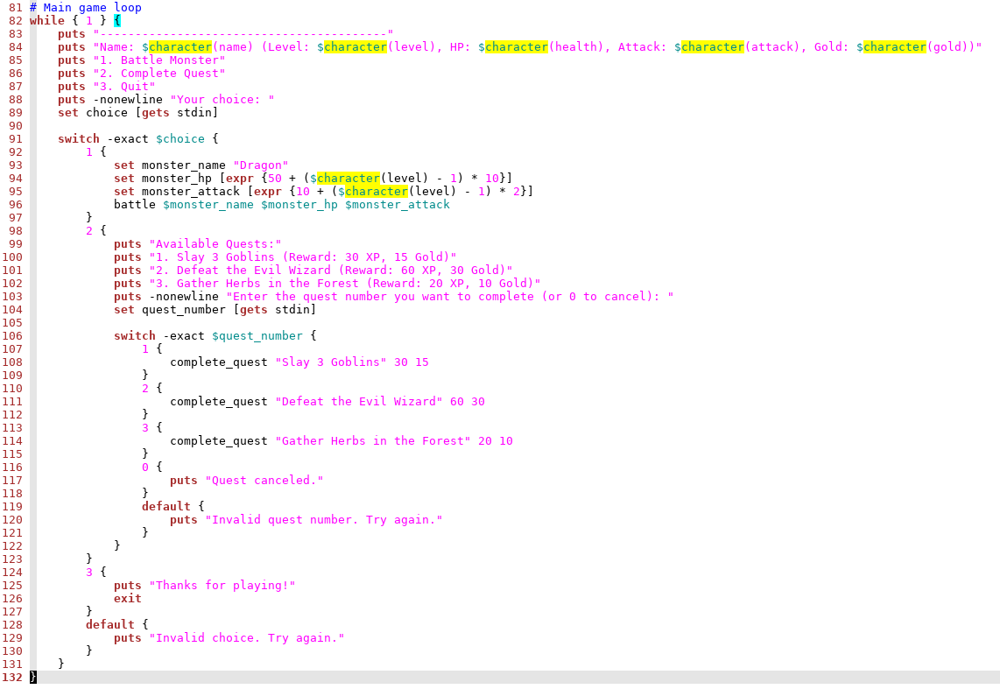 81 # Main game loop
82 while { 1 } {
83     puts "-----------------------------------------"
84     puts "Name: $character(name) (Level: $character(level), HP: $character(health), Attack: $character(attack), Gold: $character(gold))"
85     puts "1. Battle Monster"
86     puts "2. Complete Quest"
87     puts "3. Quit"
88     puts -nonewline "Your choice: "
89     set choice [gets stdin]
90
91     switch -exact $choice {
92         1 {
93             set monster_name "Dragon"
94             set monster_hp [expr {50 + ($character(level) - 1) * 10}]
95             set monster_attack [expr {10 + ($character(level) - 1) * 2}]
96             battle $monster_name $monster_hp $monster_attack
97         }
98         2 {
99             puts "Available Quests:"
100             puts "1. Slay 3 Goblins (Reward: 30 XP, 15 Gold)"
101             puts "2. Defeat the Evil Wizard (Reward: 60 XP, 30 Gold)"
102             puts "3. Gather Herbs in the Forest (Reward: 20 XP, 10 Gold)"
103             puts -nonewline "Enter the quest number you want to complete (or 0 to cancel): "
104             set quest_number [gets stdin]
105
106             switch -exact $quest_number {
107                 1 {
108                     complete_quest "Slay 3 Goblins" 30 15
109                 }
110                 2 {
111                     complete_quest "Defeat the Evil Wizard" 60 30
112                 }
113                 3 {
114                     complete_quest "Gather Herbs in the Forest" 20 10
115                 }
116                 0 {
117                     puts "Quest canceled."
118                 }
119                 default {
120                     puts "Invalid quest number. Try again."
121                 }
122             }
123         }
124         3 {
125             puts "Thanks for playing!"
126             exit
127         }
128         default {
129             puts "Invalid choice. Try again."
130         }
131     }
132 }